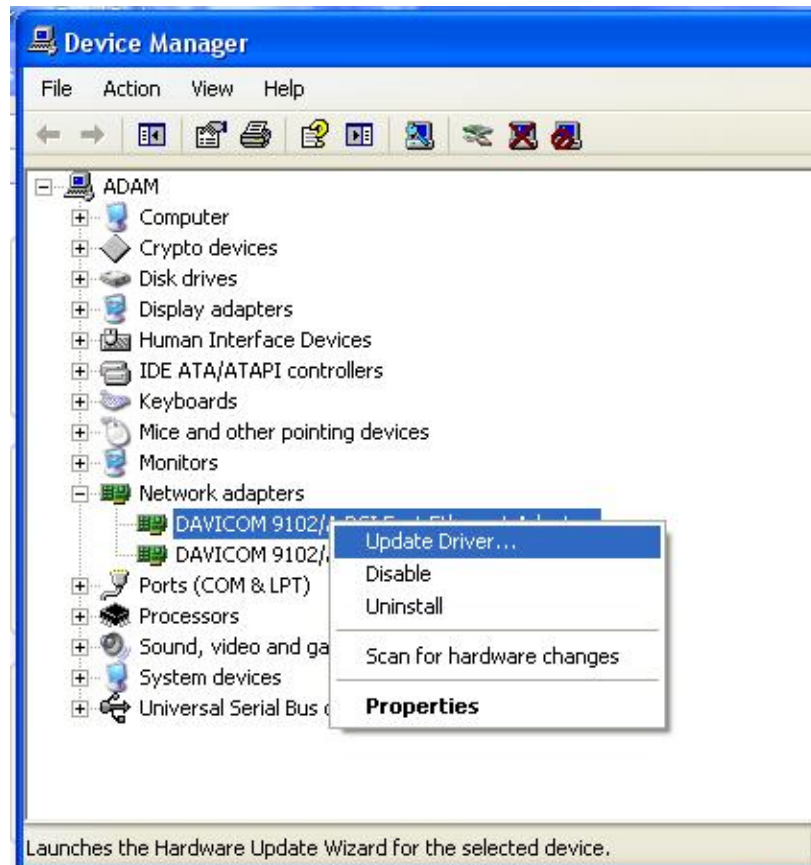 Device Manager
File Action View Help
ADAM
Computer
Crypto devices
Disk drives
Display adapters
Human Interface Devices
IDE ATA/ATAPI controllers
Keyboards
Mice and other pointing devices
Monitors
Network adapters
DAVICOM 9102/
DAVICOM 9102/
Ports (COM & LPT)
Processors
Sound, video and ga
System devices
Universal Serial Bus
Update Driver...
Disable
Uninstall
Scan for hardware changes
Properties
Launches the Hardware Update Wizard for the selected device.